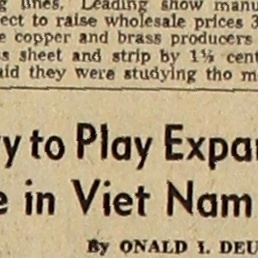 lines. Leading show manu
ect to raise wholesale prices 3
e copper and brass producers
s sheet and strip by 1½ cent
aid they were studying tho m
y to Play Expa
e in Viet Nam
By ONALD I. DEU